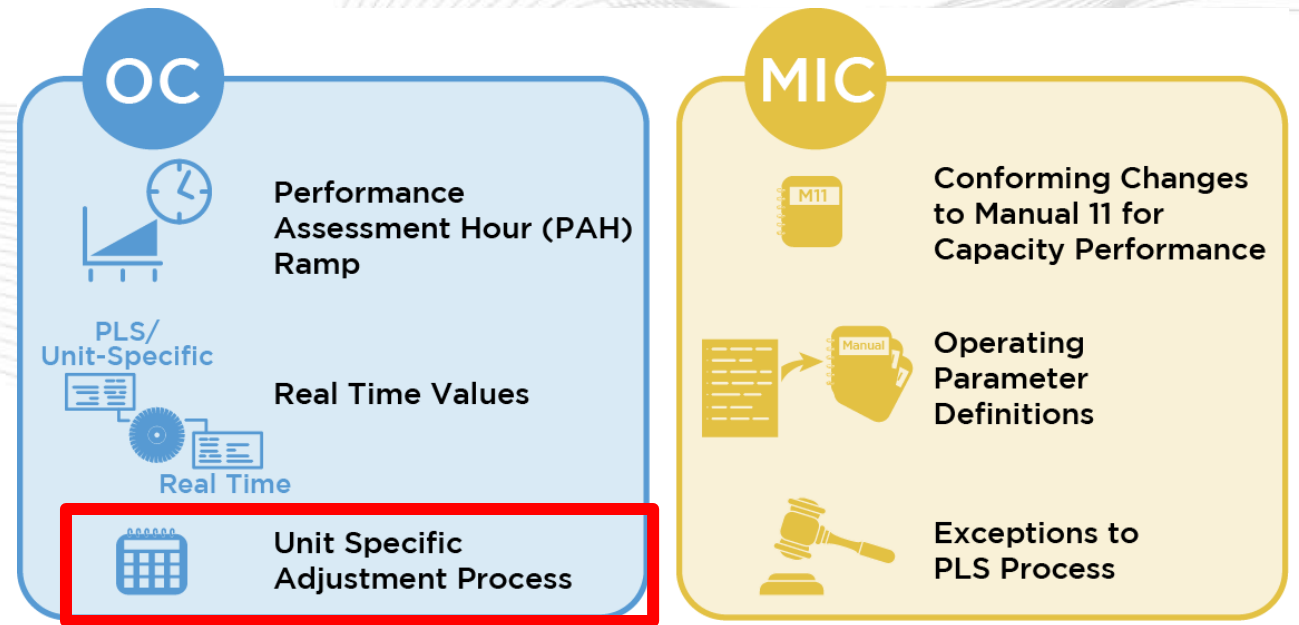 OC
Performance
Assessment Hour (PAH)
Ramp
PLS/
Unit-Specific
Real Time Values
Real Time
Unit Specific
Adjustment Process
MIC
M11
Conforming Changes
to Manual 11 for
Capacity Performance
Manual
Operating
Parameter
Definitions
Exceptions to
PLS Process